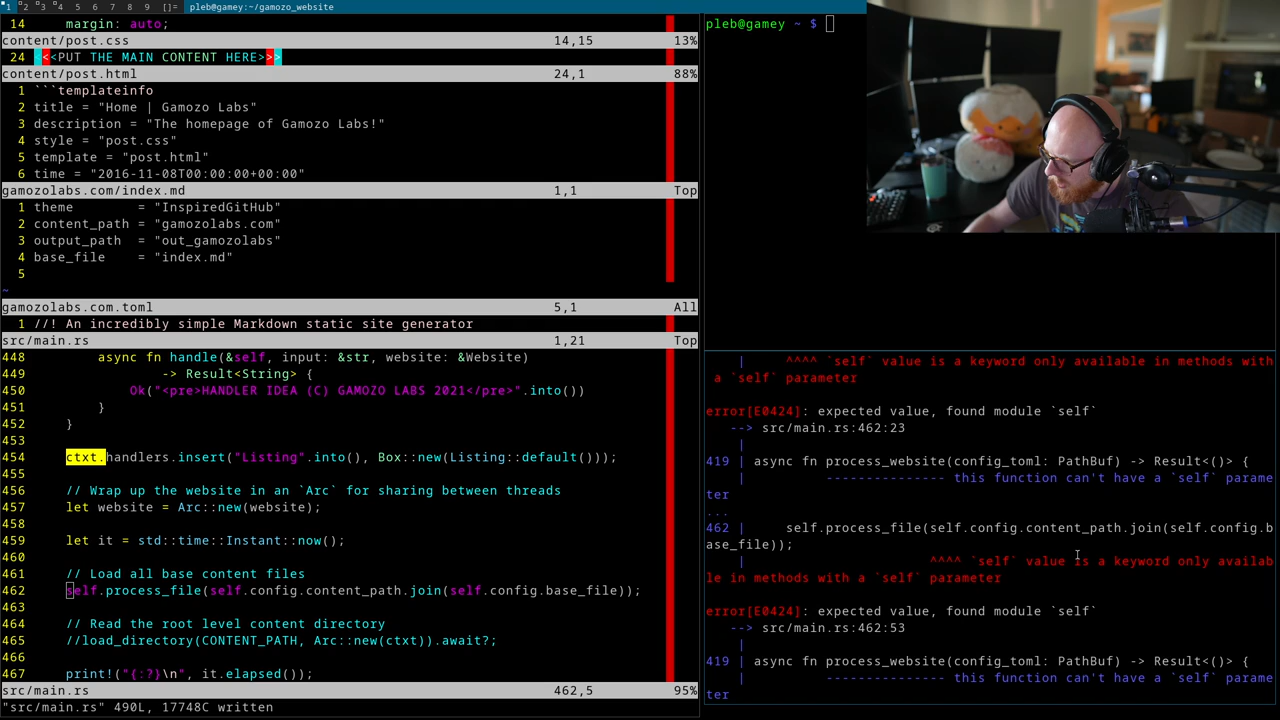 1 2 3 4 5 6 7 8 9 []= pleb@gamey:~/gamozo_website
14     margin: auto;
content/post.css 14,15 13%
24 <<<PUT THE MAIN CONTENT HERE>>>
content/post.html 24,1 88%
1 ```templateinfo
2 title = "Home | Gamozo Labs"
3 description = "The homepage of Gamozo Labs!"
4 style = "post.css"
5 template = "post.html"
6 time = "2016-11-08T00:00:00+00:00"
gamozolabs.com/index.md 1,1 Top
1 theme        = "InspiredGitHub"
2 content_path = "gamozolabs.com"
3 output_path  = "out_gamozolabs"
4 base_file    = "index.md"
5
~
gamozolabs.com.toml 5,1 All
1 //! An incredibly simple Markdown static site generator
src/main.rs 1,21 Top
448         async fn handle(&self, input: &str, website: &Website)
449                 -> Result<String> {
450             Ok("<pre>HANDLER IDEA (C) GAMOZO LABS 2021</pre>".into())
451         }
452     }
453
454     ctxt.handlers.insert("Listing".into(), Box::new(Listing::default()));
455
456     // Wrap up the website in an `Arc` for sharing between threads
457     let website = Arc::new(website);
458
459     let it = std::time::Instant::now();
460
461     // Load all base content files
462     self.process_file(self.config.content_path.join(self.config.base_file));
463
464     // Read the root level content directory
465     //load_directory(CONTENT_PATH, Arc::new(ctxt)).await?;
466
467     print!("{:?}\n", it.elapsed());
src/main.rs 462,5 95%
"src/main.rs" 490L, 17748C written
pleb@gamey ~ $
    |     ^^^^ `self` value is a keyword only available in methods with
 a `self` parameter
error[E0424]: expected value, found module `self`
   --> src/main.rs:462:23
    |
419 | async fn process_website(config_toml: PathBuf) -> Result<()> {
    |          --------------- this function can't have a `self` parame
ter
...
462 |     self.process_file(self.config.content_path.join(self.config.b
ase_file));
    |                       ^^^^ `self` value is a keyword only availab
le in methods with a `self` parameter
error[E0424]: expected value, found module `self`
   --> src/main.rs:462:53
    |
419 | async fn process_website(config_toml: PathBuf) -> Result<()> {
    |          --------------- this function can't have a `self` parame
ter